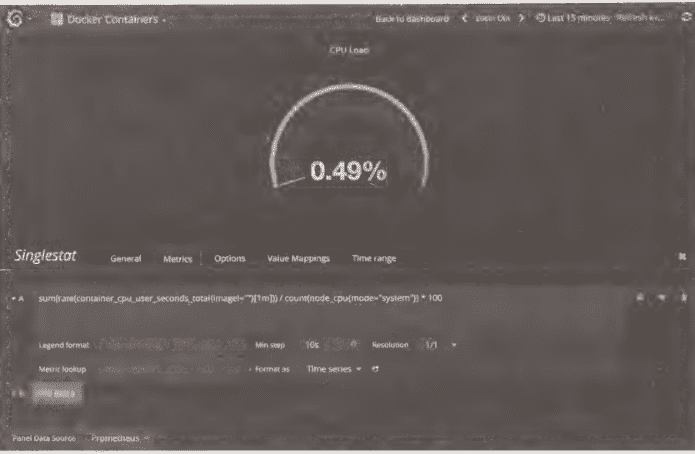 Docker Containers
Back to dashboard Zoom Out Last 15 minutes Refresh
CPU Load
0.49%
Singlestat General Metrics Options Value Mappings Time range
A sum(rate(container_cpu_user_seconds_total{image!=""}[1m])) / count(node_cpu{mode="system"}) * 100
Legend format Min step 10s Resolution 1/1
Metric lookup Format as Time series
Panel Data Source Prometheus